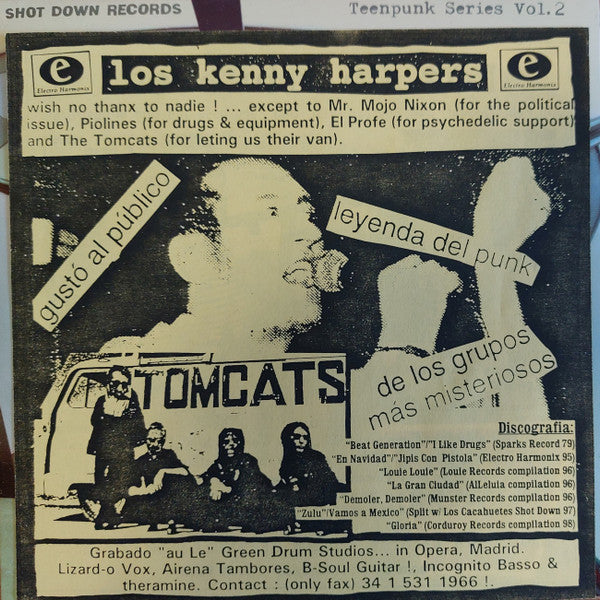 SHOT DOWN RECORDS
Teenpunk Series Vol.2
e
Electro Harmonix
los kenny harpers
e
Electro Harmonix
wish no thanx to nadie ! ... except to Mr. Mojo Nixon (for the political
issue), Piolines (for drugs & equipment), El Profe (for psychedelic support)
and The Tomcats (for leting us their van).
gustó al público
leyenda del punk
de los grupos
más misteriosos
TOMCATS
Discografia:
"Beat Generation"/"I Like Drugs" (Sparks Record 79)
"En Navidad"/"Jipis Con Pistola" (Electro Harmonix 95)
"Louie Louie" (Louie Records compilation 96)
"La Gran Ciudad" (AlLeluia compilation 96)
"Demoler, Demoler" (Munster Records compilation 96)
"Zulu"/Vamos a Mexico" (Split w/ Los Cacahuetes Shot Down 97)
"Gloria" (Corduroy Records compilation 98)
Grabado "au Le" Green Drum Studios... in Opera, Madrid.
Lizard-o Vox, Airena Tambores, B-Soul Guitar !, Incognito Basso &
theramine. Contact : (only fax) 34 1 531 1966 !.